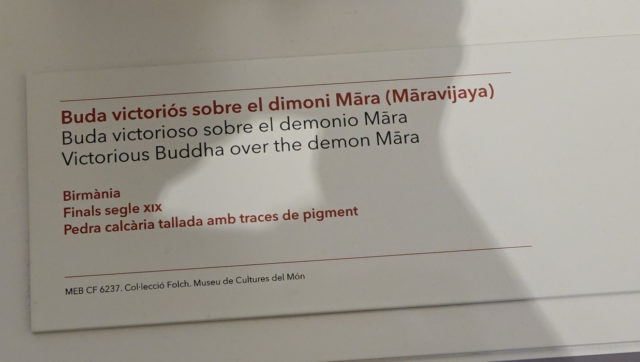 Buda victoriós sobre el dimoni Māra (Māravijaya)
Buda victorioso sobre el demonio Māra
Victorious Buddha over the demon Māra
Birmània
Finals segle XIX
Pedra calcària tallada amb traces de pigment
MEB CF 6237. Col·lecció Folch. Museu de Cultures del Món